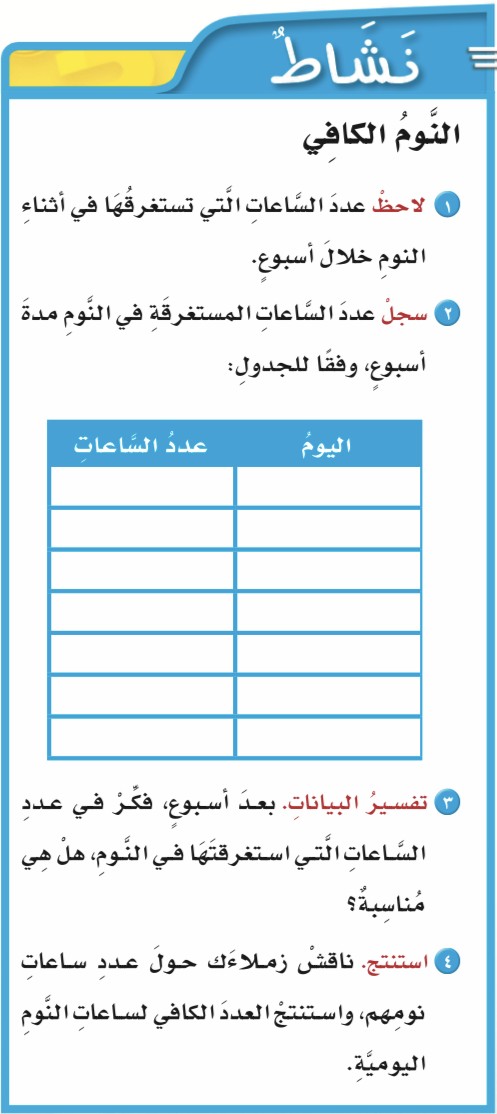 نَشَاطٌ
النَّومُ الكافِي
١ لاحظْ عددَ السَّاعاتِ الَّتي تستغرقُهَا في أثناءِ
النومِ خلالَ أسبوعٍ.
٢ سجلْ عددَ السَّاعاتِ المستغرقَةِ في النَّومِ مدةَ
أسبوعٍ، وفقًا للجدولِ:
اليومُ عددُ السَّاعاتِ
٣ تفسيرُ البياناتِ. بعدَ أسبوعٍ، فكِّرْ في عددِ
السَّاعاتِ الَّتي استغرقتَهَا في النَّومِ، هلْ هِي
مُناسِبةٌ؟
٤ استنتج. ناقشْ زملاءَك حولَ عددِ ساعاتِ
نومِهم، واستنتجْ العددَ الكافي لساعاتِ النَّومِ
اليوميَّةِ.